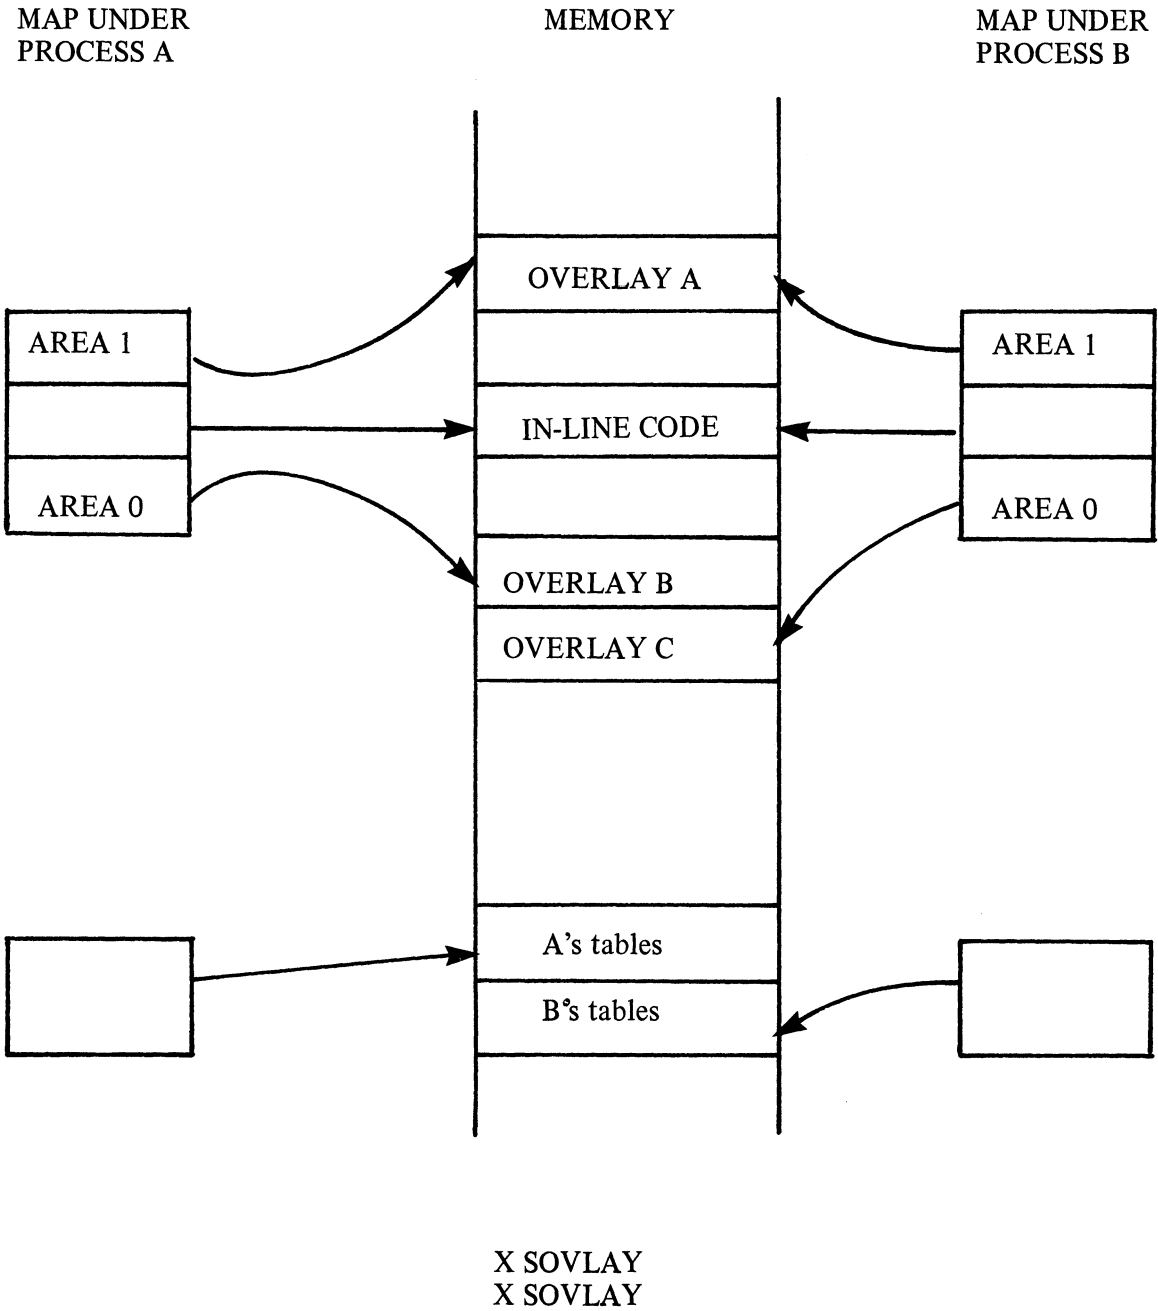 MAP UNDER
PROCESS A
MEMORY
MAP UNDER
PROCESS B
OVERLAY A
AREA 1
AREA 1
IN-LINE CODE
AREA 0
AREA 0
OVERLAY B
OVERLAY C
A's tables
B's tables
X SOVLAY
X SOVLAY